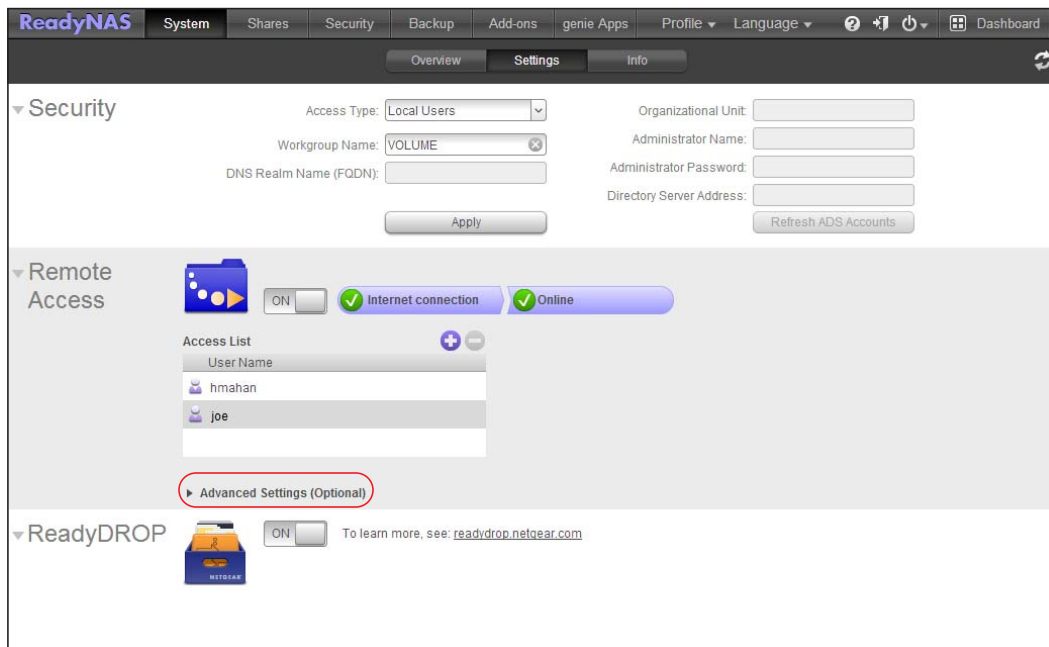 ReadyNAS System Shares Security Backup Add-ons genie Apps Profile Language ? Dashboard
Overview Settings Info
Security
Access Type: Local Users
Workgroup Name: VOLUME
DNS Realm Name (FQDN):
Apply
Organizational Unit:
Administrator Name:
Administrator Password:
Directory Server Address:
Refresh ADS Accounts
Remote
Access
ON Internet connection Online
Access List
User Name
hmahan
joe
Advanced Settings (Optional)
ReadyDROP
ON To learn more, see: readydrop.netgear.com
NETGEAR